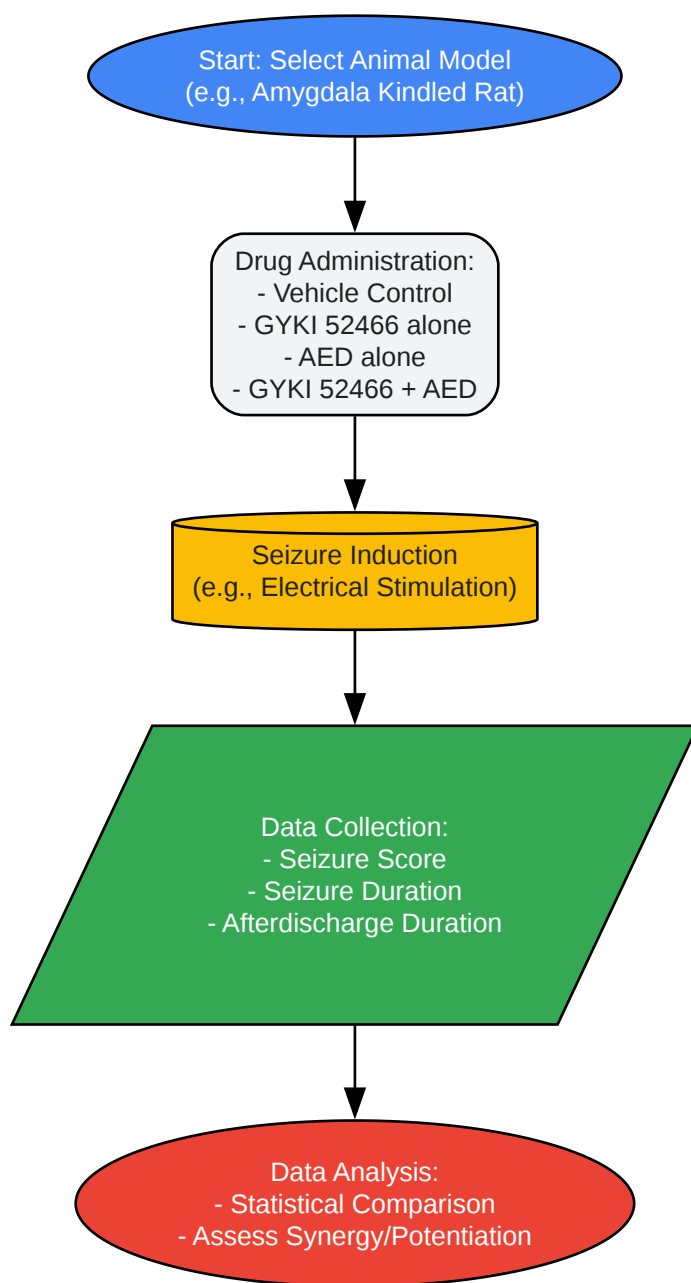 Start: Select Animal Model
(e.g., Amygdala Kindled Rat)
Drug Administration:
- Vehicle Control
- GYKI 52466 alone
- AED alone
- GYKI 52466 + AED
Seizure Induction
(e.g., Electrical Stimulation)
Data Collection:
- Seizure Score
- Seizure Duration
- Afterdischarge Duration
Data Analysis:
- Statistical Comparison
- Assess Synergy/Potentiation